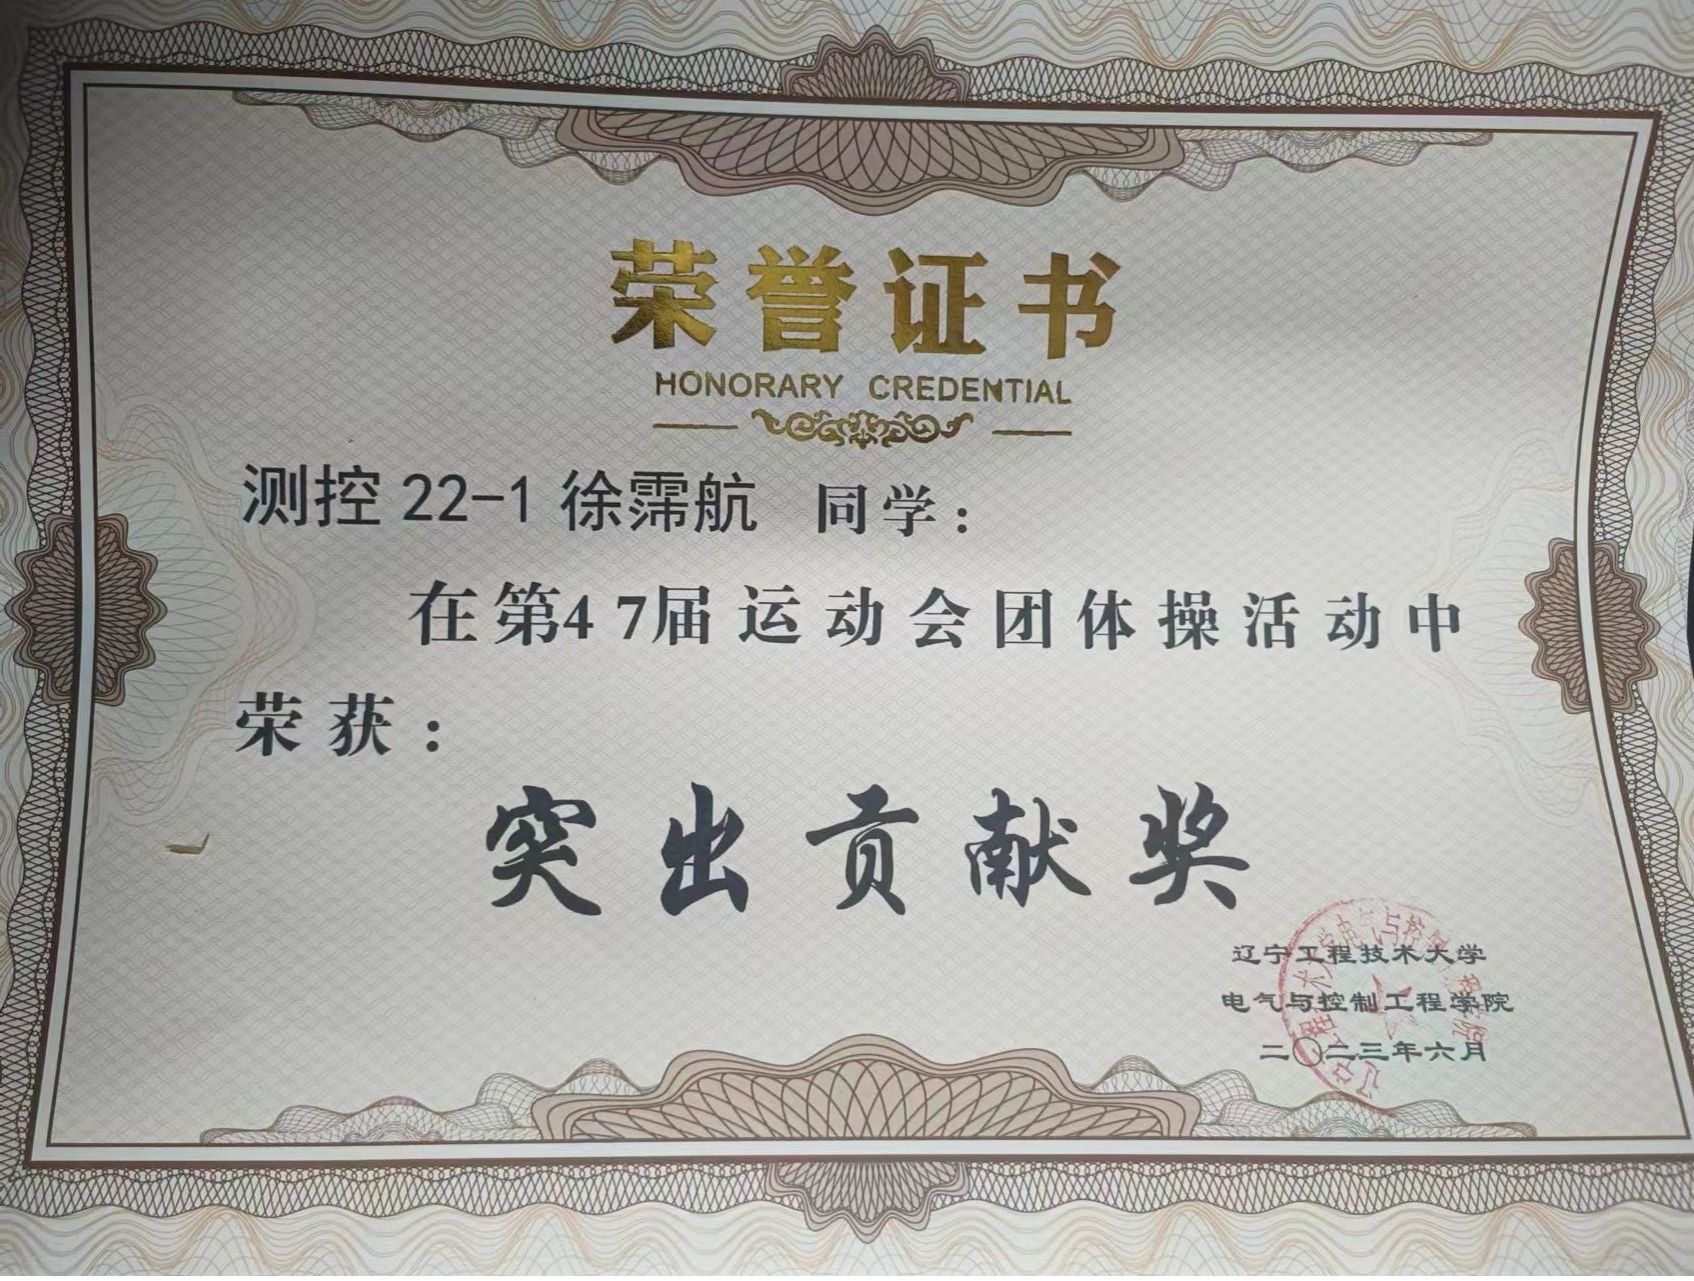 荣誉证书
HONORARY CREDENTIAL
测控 22-1 徐霈航 同学：
在第47届运动会团体操活动中
荣获：
突出贡献奖
辽宁工程技术大学
电气与控制工程学院
二〇二三年六月